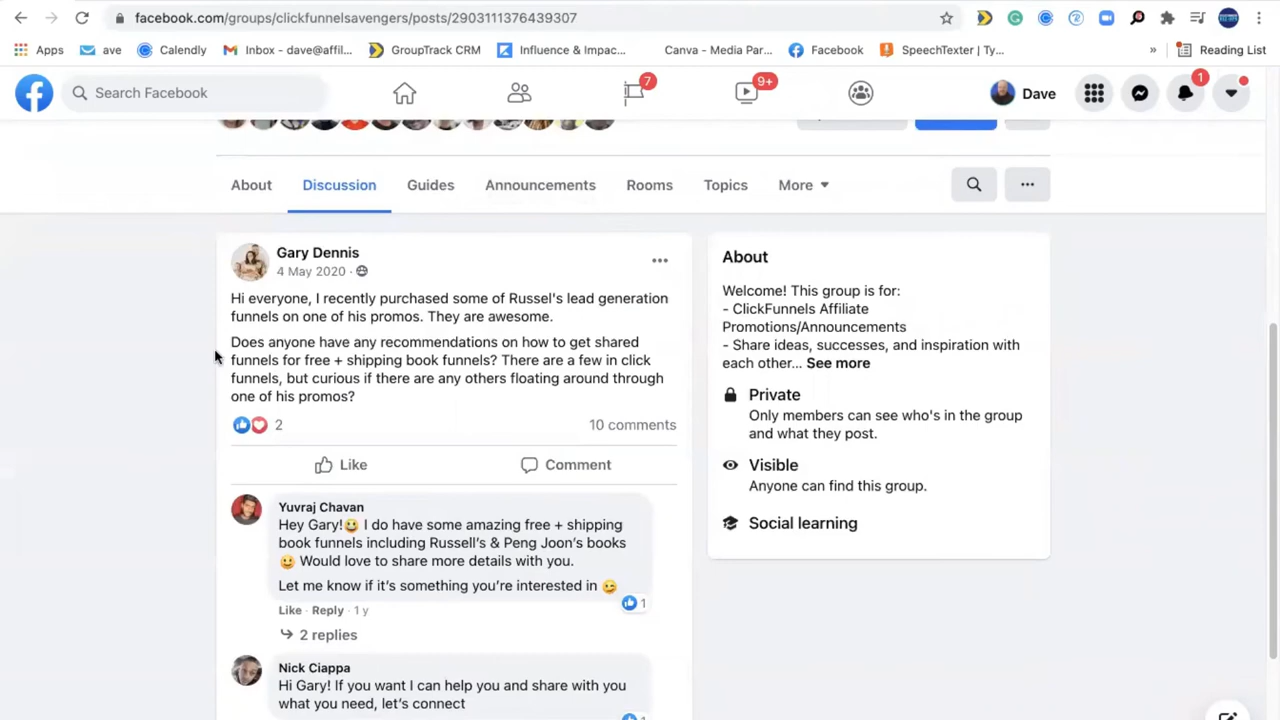 facebook.com/groups/clickfunnelsavengers/posts/2903111376439307
Apps ave Calendly Inbox - dave@affil... GroupTrack CRM Influence & Impac... Canva - Media Par... Facebook SpeechTexter | Ty... » Reading List
Search Facebook 7 9+ Dave 1
About Discussion Guides Announcements Rooms Topics More
Gary Dennis
4 May 2020 ·
Hi everyone, I recently purchased some of Russel's lead generation
funnels on one of his promos. They are awesome.
Does anyone have any recommendations on how to get shared
funnels for free + shipping book funnels? There are a few in click
funnels, but curious if there are any others floating around through
one of his promos?
2 10 comments
Like Comment
Yuvraj Chavan
Hey Gary!😃 I do have some amazing free + shipping
book funnels including Russell's & Peng Joon's books
🙂 Would love to share more details with you.
Let me know if it's something you're interested in 😉
1
Like · Reply · 1 y
2 replies
Nick Ciappa
Hi Gary! If you want I can help you and share with you
what you need, let's connect
About
Welcome! This group is for:
- ClickFunnels Affiliate
Promotions/Announcements
- Share ideas, successes, and inspiration with
each other... See more
Private
Only members can see who's in the group
and what they post.
Visible
Anyone can find this group.
Social learning